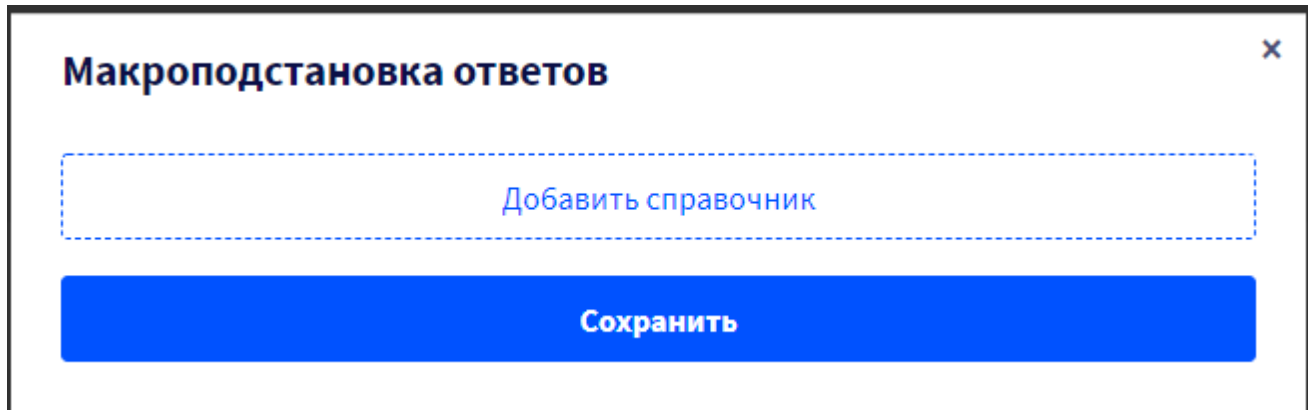 Макроподстановка ответов
Добавить справочник
Сохранить